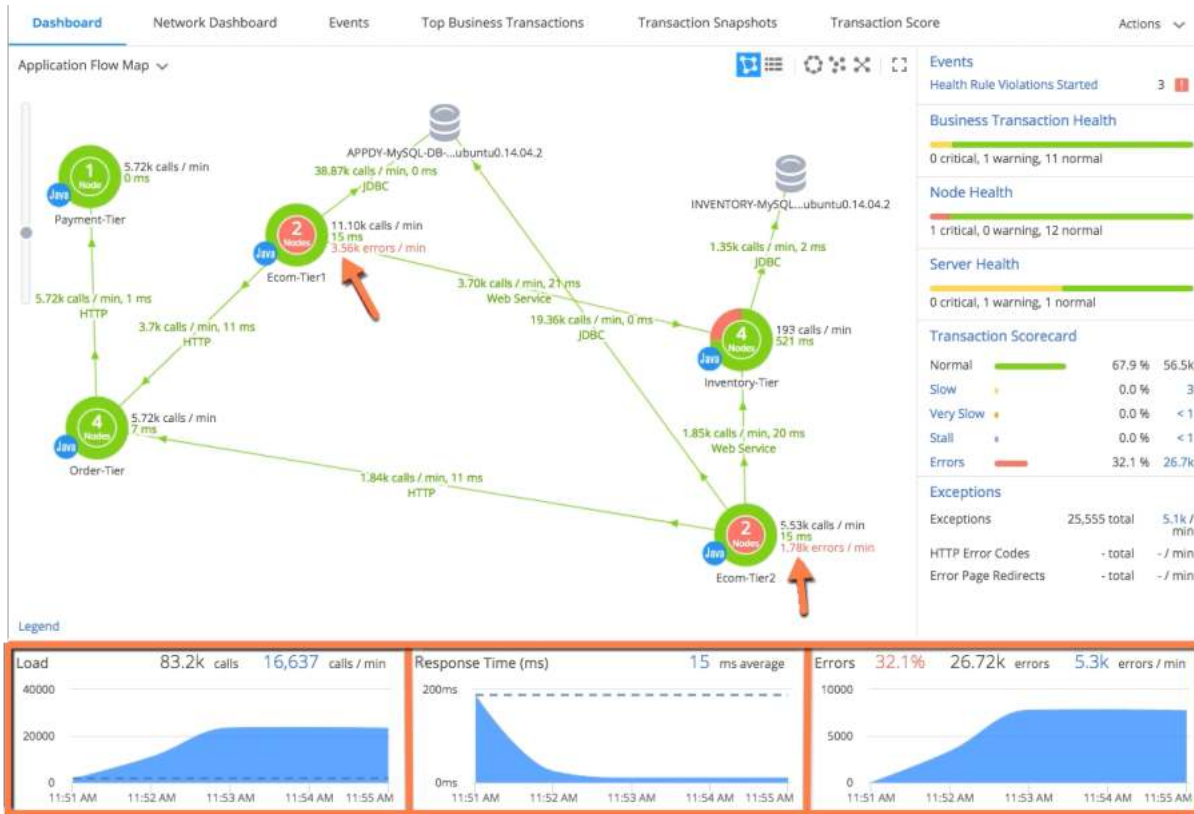 Dashboard
Network Dashboard
Events
Top Business Transactions
Transaction Snapshots
Transaction Score
Actions
Application Flow Map
APPDY-MySQL-DB-...ubuntu0.14.04.2
38.87k calls / min, 0 ms
JDBC
1
Node
Java
5.72k calls / min
0 ms
Payment-Tier
INVENTORY-MySQL...ubuntu0.14.04.2
2
Nodes
Java
11.10k calls / min
15 ms
3.56k errors / min
Ecom-Tier1
1.35k calls / min, 2 ms
JDBC
3.70k calls / min, 21 ms
Web Service
5.72k calls / min, 1 ms
HTTP
3.7k calls / min, 11 ms
HTTP
19.36k calls / min, 0 ms
JDBC
4
Nodes
Java
193 calls / min
521 ms
Inventory-Tier
4
Nodes
Java
5.72k calls / min
7 ms
Order-Tier
1.85k calls / min, 20 ms
Web Service
1.84k calls / min, 11 ms
HTTP
2
Nodes
Java
5.53k calls / min
15 ms
1.78k errors / min
Ecom-Tier2
Legend
Events
Health Rule Violations Started 3 !
Business Transaction Health
0 critical, 1 warning, 11 normal
Node Health
1 critical, 0 warning, 12 normal
Server Health
0 critical, 1 warning, 1 normal
Transaction Scorecard
Normal 67.9 % 56.5k
Slow 0.0 % 3
Very Slow 0.0 % < 1
Stall 0.0 % < 1
Errors 32.1 % 26.7k
Exceptions
Exceptions 25,555 total 5.1k /
min
HTTP Error Codes - total - / min
Error Page Redirects - total - / min
Load 83.2k calls 16,637 calls / min
40000
20000
0
11:51 AM 11:52 AM 11:53 AM 11:54 AM 11:55 AM
Response Time (ms) 15 ms average
200ms
0ms
11:51 AM 11:52 AM 11:53 AM 11:54 AM 11:55 AM
Errors 32.1% 26.72k errors 5.3k errors / min
10000
5000
0
11:51 AM 11:52 AM 11:53 AM 11:54 AM 11:55 AM